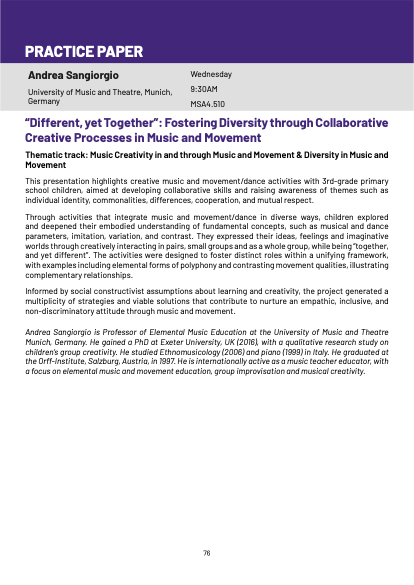 PRACTICE PAPER
Andrea Sangiorgio
University of Music and Theatre, Munich,
Germany
Wednesday
9:30AM
MSA4.510
“Different, yet Together”: Fostering Diversity through Collaborative
Creative Processes in Music and Movement
Thematic track: Music Creativity in and through Music and Movement & Diversity in Music and
Movement
This presentation highlights creative music and movement/dance activities with 3rd-grade primary
school children, aimed at developing collaborative skills and raising awareness of themes such as
individual identity, commonalities, differences, cooperation, and mutual respect.
Through activities that integrate music and movement/dance in diverse ways, children explored
and deepened their embodied understanding of fundamental concepts, such as musical and dance
parameters, imitation, variation, and contrast. They expressed their ideas, feelings and imaginative
worlds through creatively interacting in pairs, small groups and as a whole group, while being “together,
and yet different”. The activities were designed to foster distinct roles within a unifying framework,
with examples including elemental forms of polyphony and contrasting movement qualities, illustrating
complementary relationships.
Informed by social constructivist assumptions about learning and creativity, the project generated a
multiplicity of strategies and viable solutions that contribute to nurture an empathic, inclusive, and
non-discriminatory attitude through music and movement.
Andrea Sangiorgio is Professor of Elemental Music Education at the University of Music and Theatre
Munich, Germany. He gained a PhD at Exeter University, UK (2016), with a qualitative research study on
children's group creativity. He studied Ethnomusicology (2006) and piano (1999) in Italy. He graduated at
the Orff-Institute, Salzburg, Austria, in 1997. He is internationally active as a music teacher educator, with
a focus on elemental music and movement education, group improvisation and musical creativity.
76